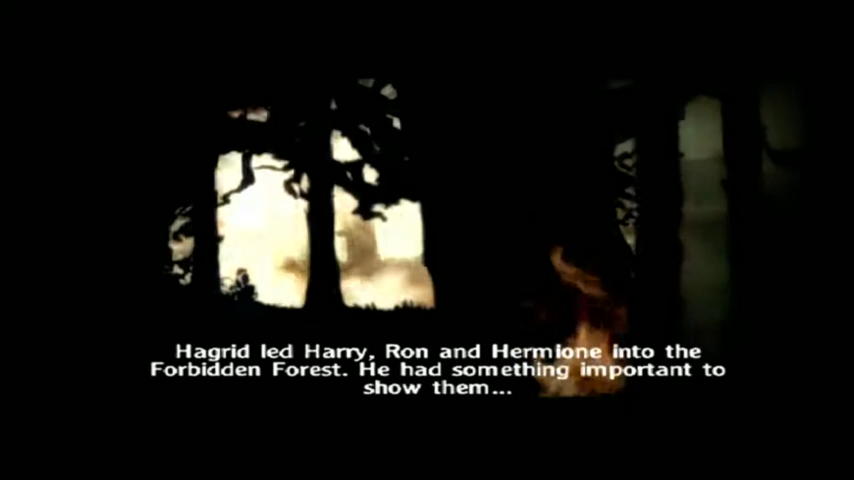 Hagrid led Harry, Ron and Hermione into the
Forbidden Forest. He had something important to
show them...